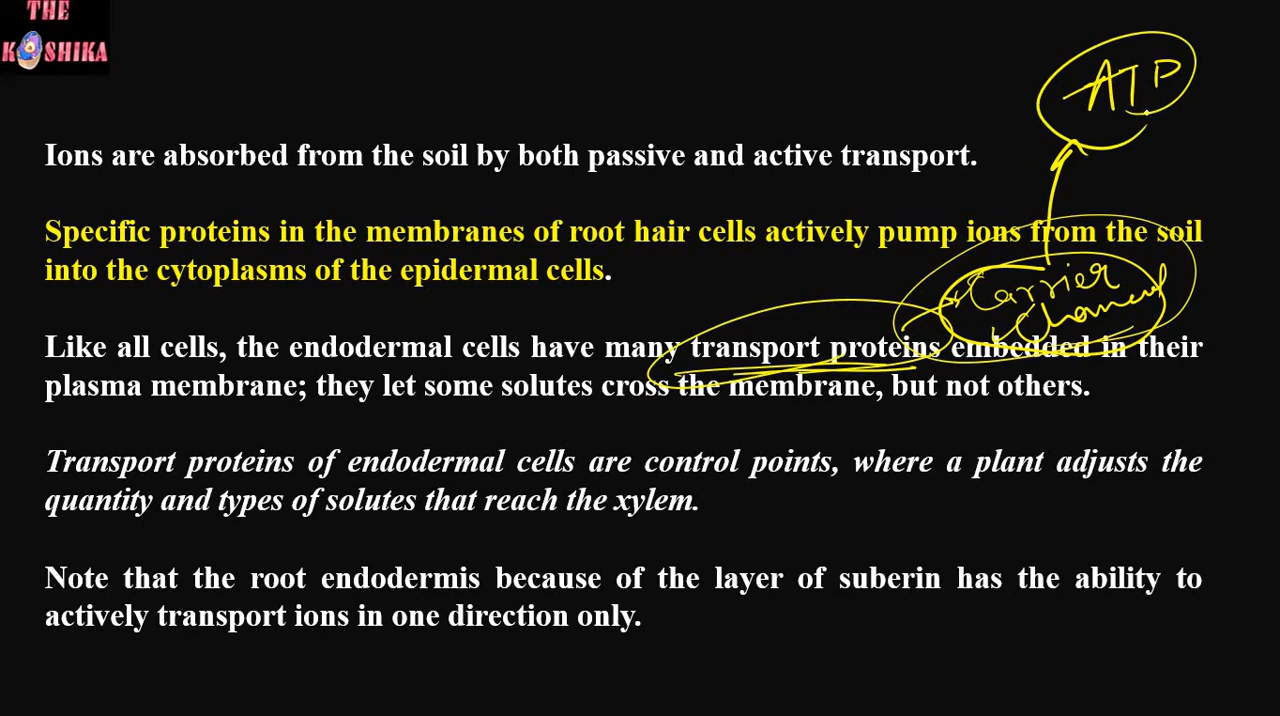 THE
KOSHIKA
ATP
Ions are absorbed from the soil by both passive and active transport.
Specific proteins in the membranes of root hair cells actively pump ions from the soil
into the cytoplasms of the epidermal cells.
Carrier
Channel
Like all cells, the endodermal cells have many transport proteins embedded in their
plasma membrane; they let some solutes cross the membrane, but not others.
Transport proteins of endodermal cells are control points, where a plant adjusts the
quantity and types of solutes that reach the xylem.
Note that the root endodermis because of the layer of suberin has the ability to
actively transport ions in one direction only.